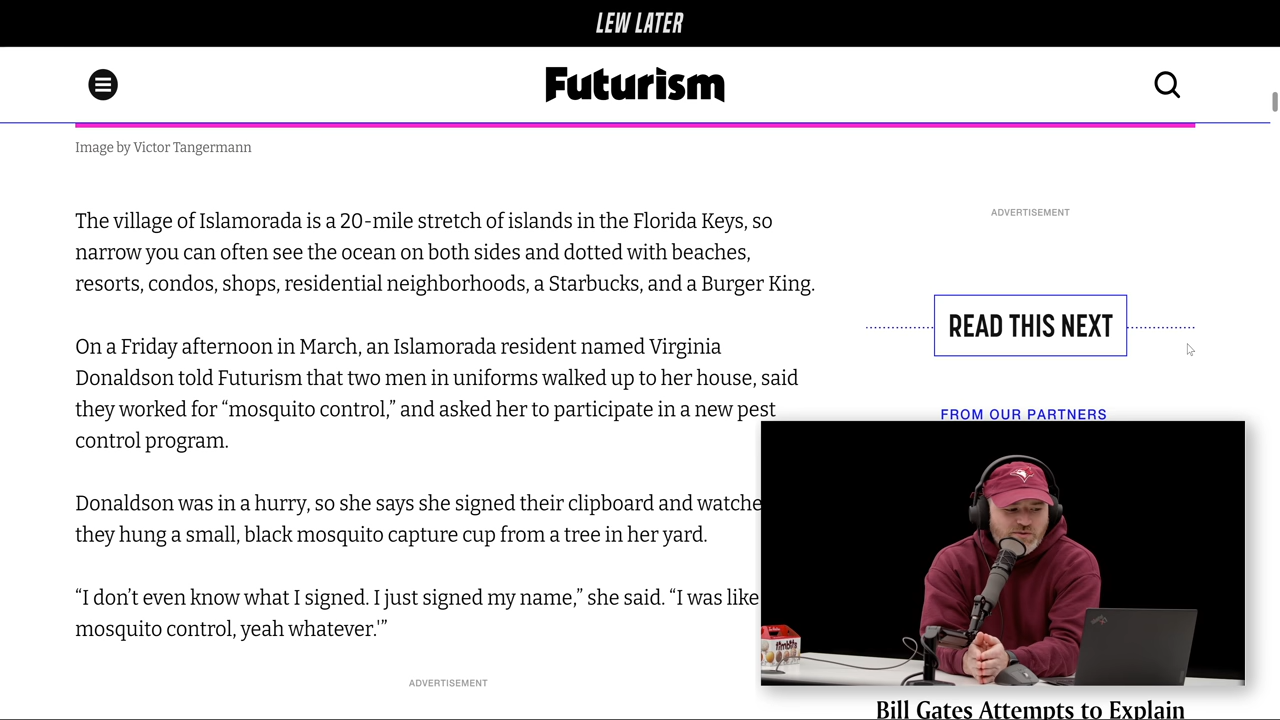 LEW LATER
Futurism
Image by Victor Tangermann
The village of Islamorada is a 20-mile stretch of islands in the Florida Keys, so
narrow you can often see the ocean on both sides and dotted with beaches,
resorts, condos, shops, residential neighborhoods, a Starbucks, and a Burger King.
On a Friday afternoon in March, an Islamorada resident named Virginia
Donaldson told Futurism that two men in uniforms walked up to her house, said
they worked for “mosquito control,” and asked her to participate in a new pest
control program.
Donaldson was in a hurry, so she says she signed their clipboard and watche
they hung a small, black mosquito capture cup from a tree in her yard.
“I don’t even know what I signed. I just signed my name,” she said. “I was like
mosquito control, yeah whatever.'”
ADVERTISEMENT
ADVERTISEMENT
READ THIS NEXT
FROM OUR PARTNERS
Bill Gates Attempts to Explain